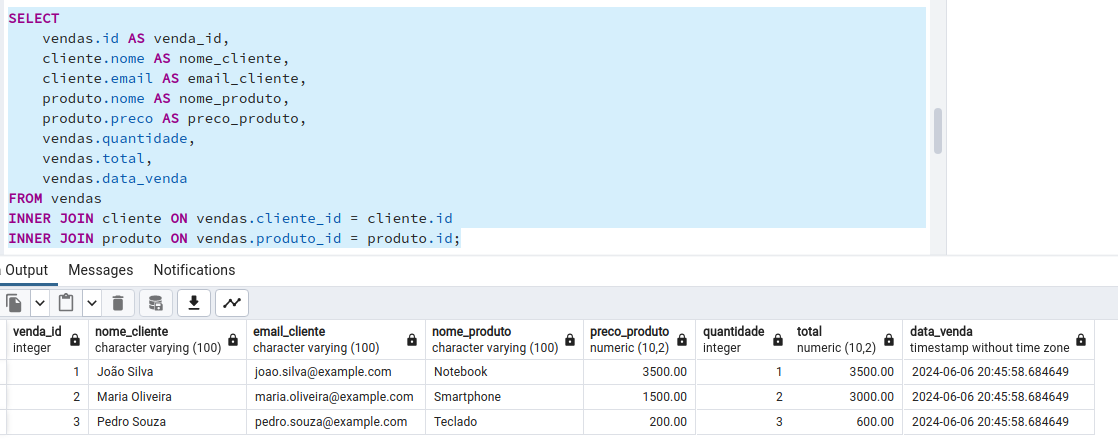 SELECT
vendas.id AS venda_id,
cliente.nome AS nome_cliente,
cliente.email AS email_cliente,
produto.nome AS nome_produto,
produto.preco AS preco_produto,
vendas.quantidade,
vendas.total,
vendas.data_venda
FROM vendas
INNER JOIN cliente ON vendas.cliente_id = cliente.id
INNER JOIN produto ON vendas.produto_id = produto.id;
Output Messages Notifications
venda_id nome_cliente email_cliente nome_produto preco_produto quantidade total data_venda
integer character varying (100) character varying (100) character varying (100) numeric (10,2) integer numeric (10,2) timestamp without time zone
1 João Silva joao.silva@example.com Notebook 3500.00 1 3500.00 2024-06-06 20:45:58.684649
2 Maria Oliveira maria.oliveira@example.com Smartphone 1500.00 2 3000.00 2024-06-06 20:45:58.684649
3 Pedro Souza pedro.souza@example.com Teclado 200.00 3 600.00 2024-06-06 20:45:58.684649